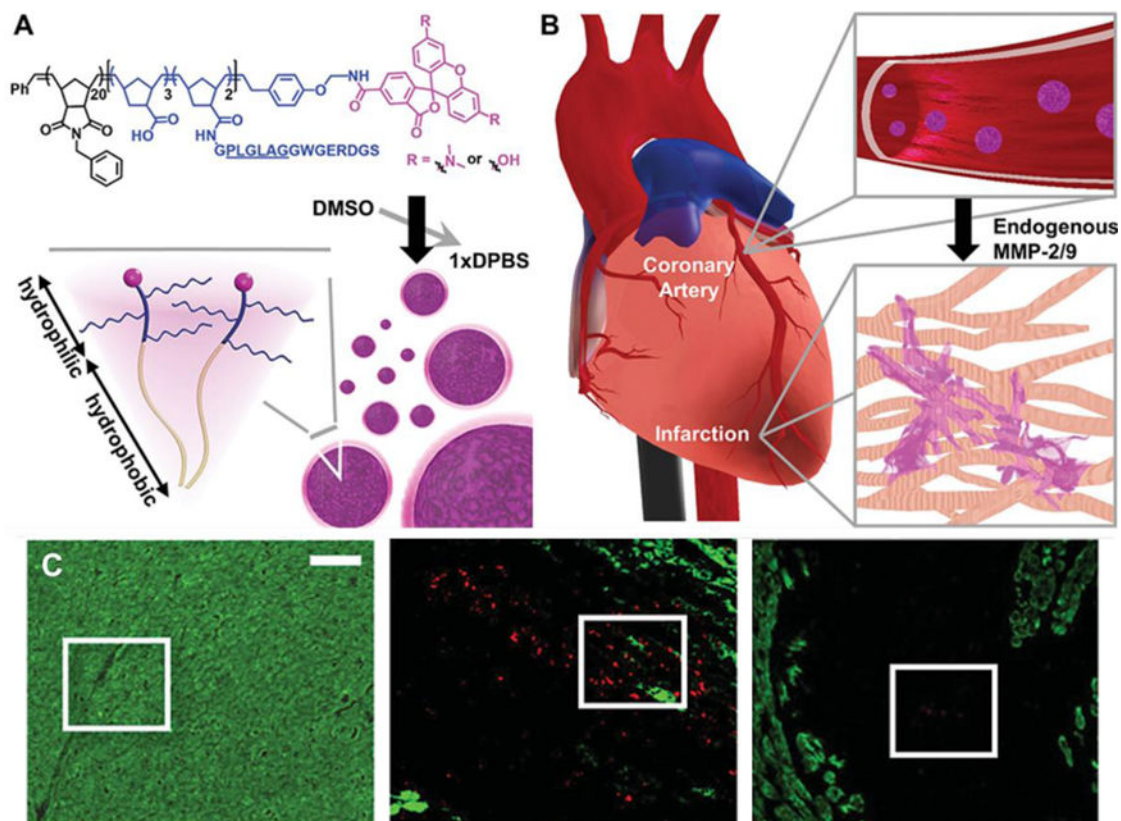 A
Ph
20
3
2
O
N
O
HO
O
HN
O
O
NH
O
O
O
R
O
R
GPLGLAGGWGERDGS
R = N or OH
DMSO
1xDPBS
hydrophilic
hydrophobic
B
Coronary
Artery
Infarction
Endogenous
MMP-2/9
C